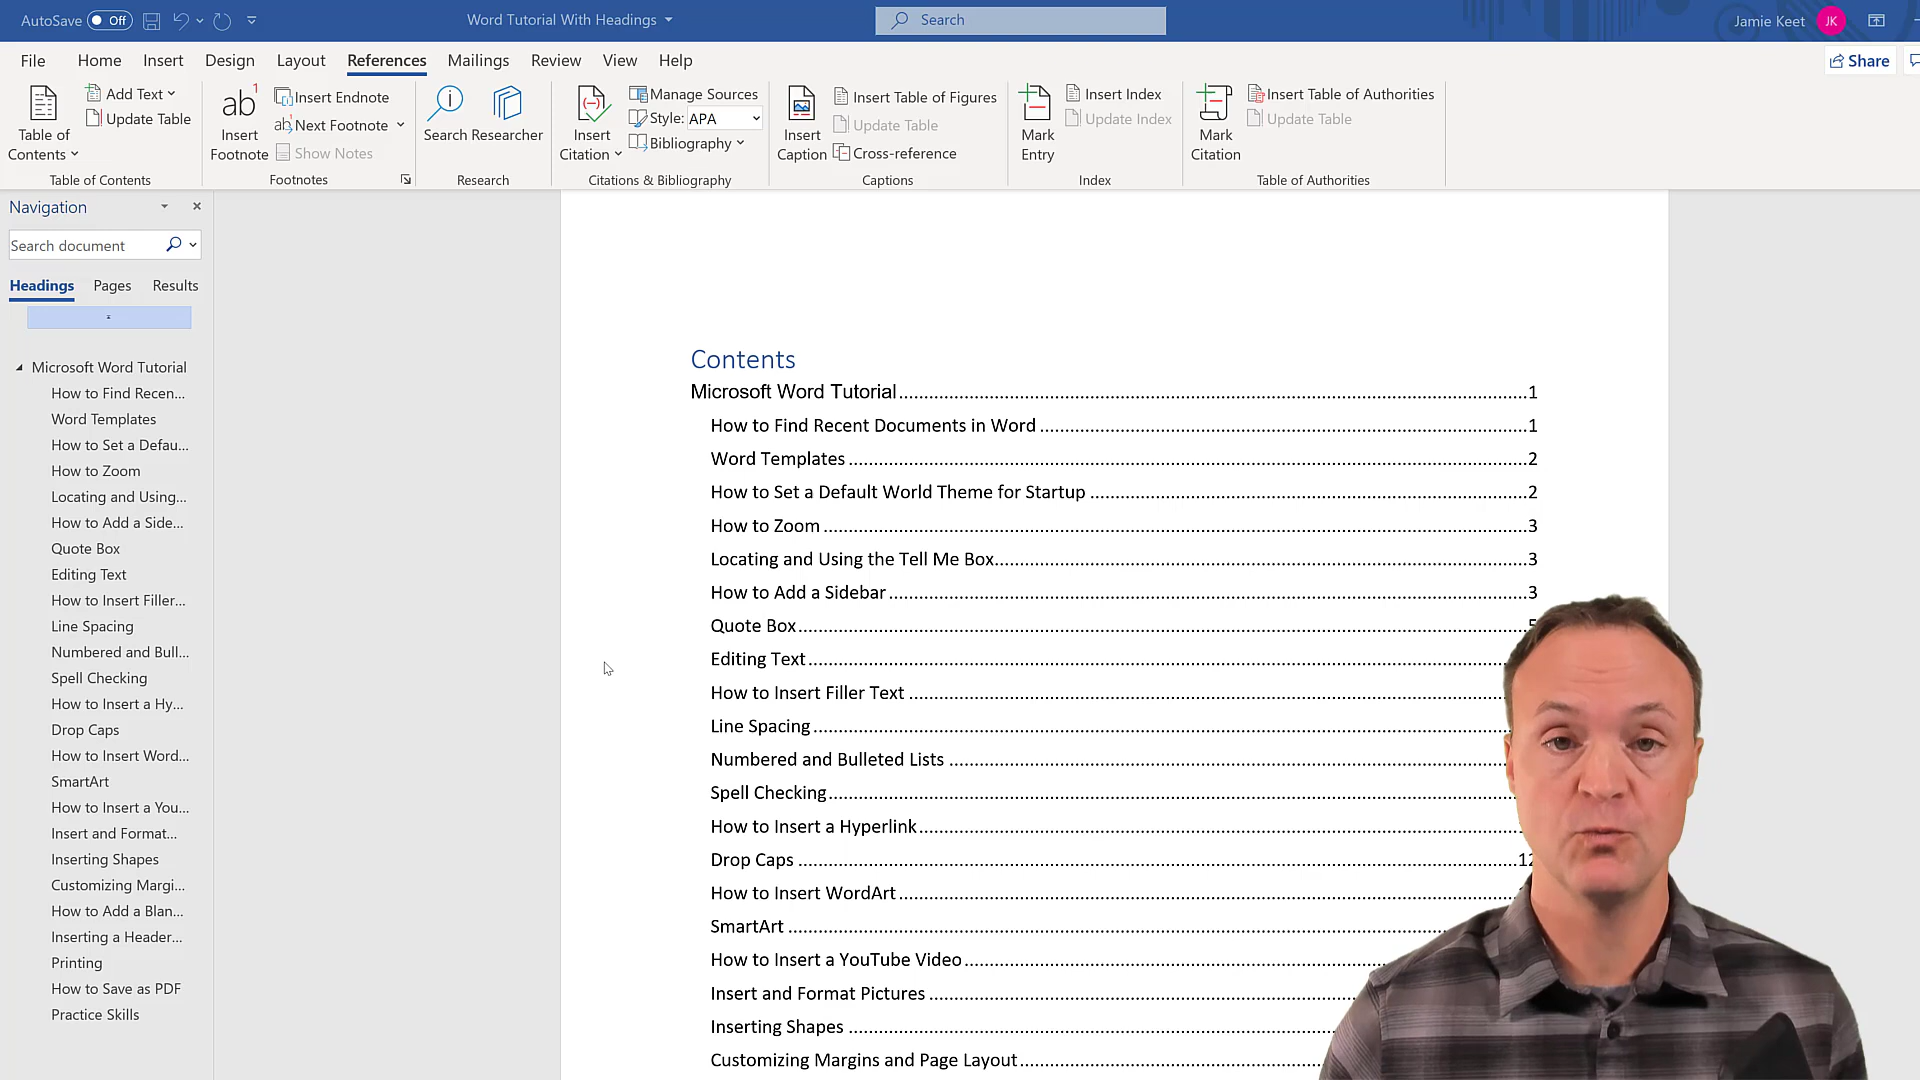 AutoSave Off
Word Tutorial With Headings
Search
Jamie Keet JK
File Home Insert Design Layout References Mailings Review View Help
Share
Table of Contents
Add Text
Update Table
Table of Contents
ab 1
Insert Footnote
Insert Endnote
ab Next Footnote
Show Notes
Footnotes
Search Researcher
Research
Insert Citation
Manage Sources
Style: APA
Bibliography
Citations & Bibliography
Insert Caption
Insert Table of Figures
Update Table
Cross-reference
Captions
Mark Entry
Insert Index
Update Index
Index
Mark Citation
Insert Table of Authorities
Update Table
Table of Authorities
Navigation
Search document
Headings Pages Results
Microsoft Word Tutorial
How to Find Recen...
Word Templates
How to Set a Defau...
How to Zoom
Locating and Using...
How to Add a Side...
Quote Box
Editing Text
How to Insert Filler...
Line Spacing
Numbered and Bull...
Spell Checking
How to Insert a Hy...
Drop Caps
How to Insert Word...
SmartArt
How to Insert a You...
Insert and Format...
Inserting Shapes
Customizing Margi...
How to Add a Blan...
Inserting a Header...
Printing
How to Save as PDF
Practice Skills
Contents
Microsoft Word Tutorial 1
How to Find Recent Documents in Word 1
Word Templates 2
How to Set a Default World Theme for Startup 2
How to Zoom 3
Locating and Using the Tell Me Box 3
How to Add a Sidebar 3
Quote Box 5
Editing Text
How to Insert Filler Text
Line Spacing
Numbered and Bulleted Lists
Spell Checking
How to Insert a Hyperlink
Drop Caps 12
How to Insert WordArt
SmartArt
How to Insert a YouTube Video
Insert and Format Pictures
Inserting Shapes
Customizing Margins and Page Layout